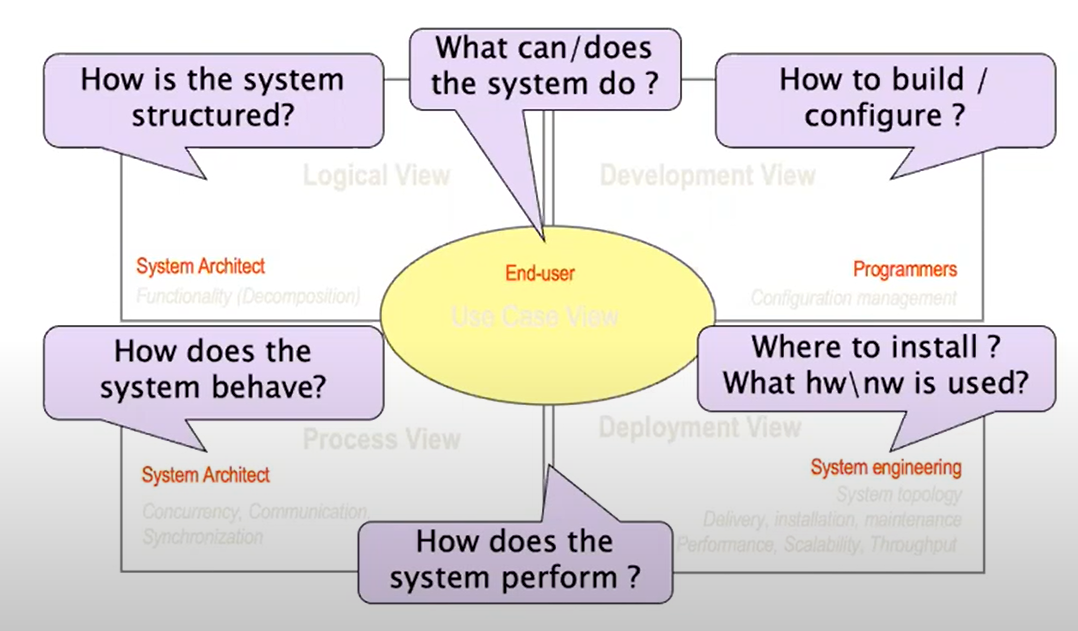 How is the system
structured?
What can/does
the system do ?
How to build /
configure ?
Logical View
Development View
System Architect
Functionality (Decomposition)
End-user
Use Case View
Programmers
Configuration management
How does the
system behave?
Where to install ?
What hw\nw is used?
Process View
Deployment View
System Architect
Concurrency, Communication,
Synchronization
System engineering
System topology
Delivery, installation, maintenance
Performance, Scalability, Throughput
How does the
system perform ?